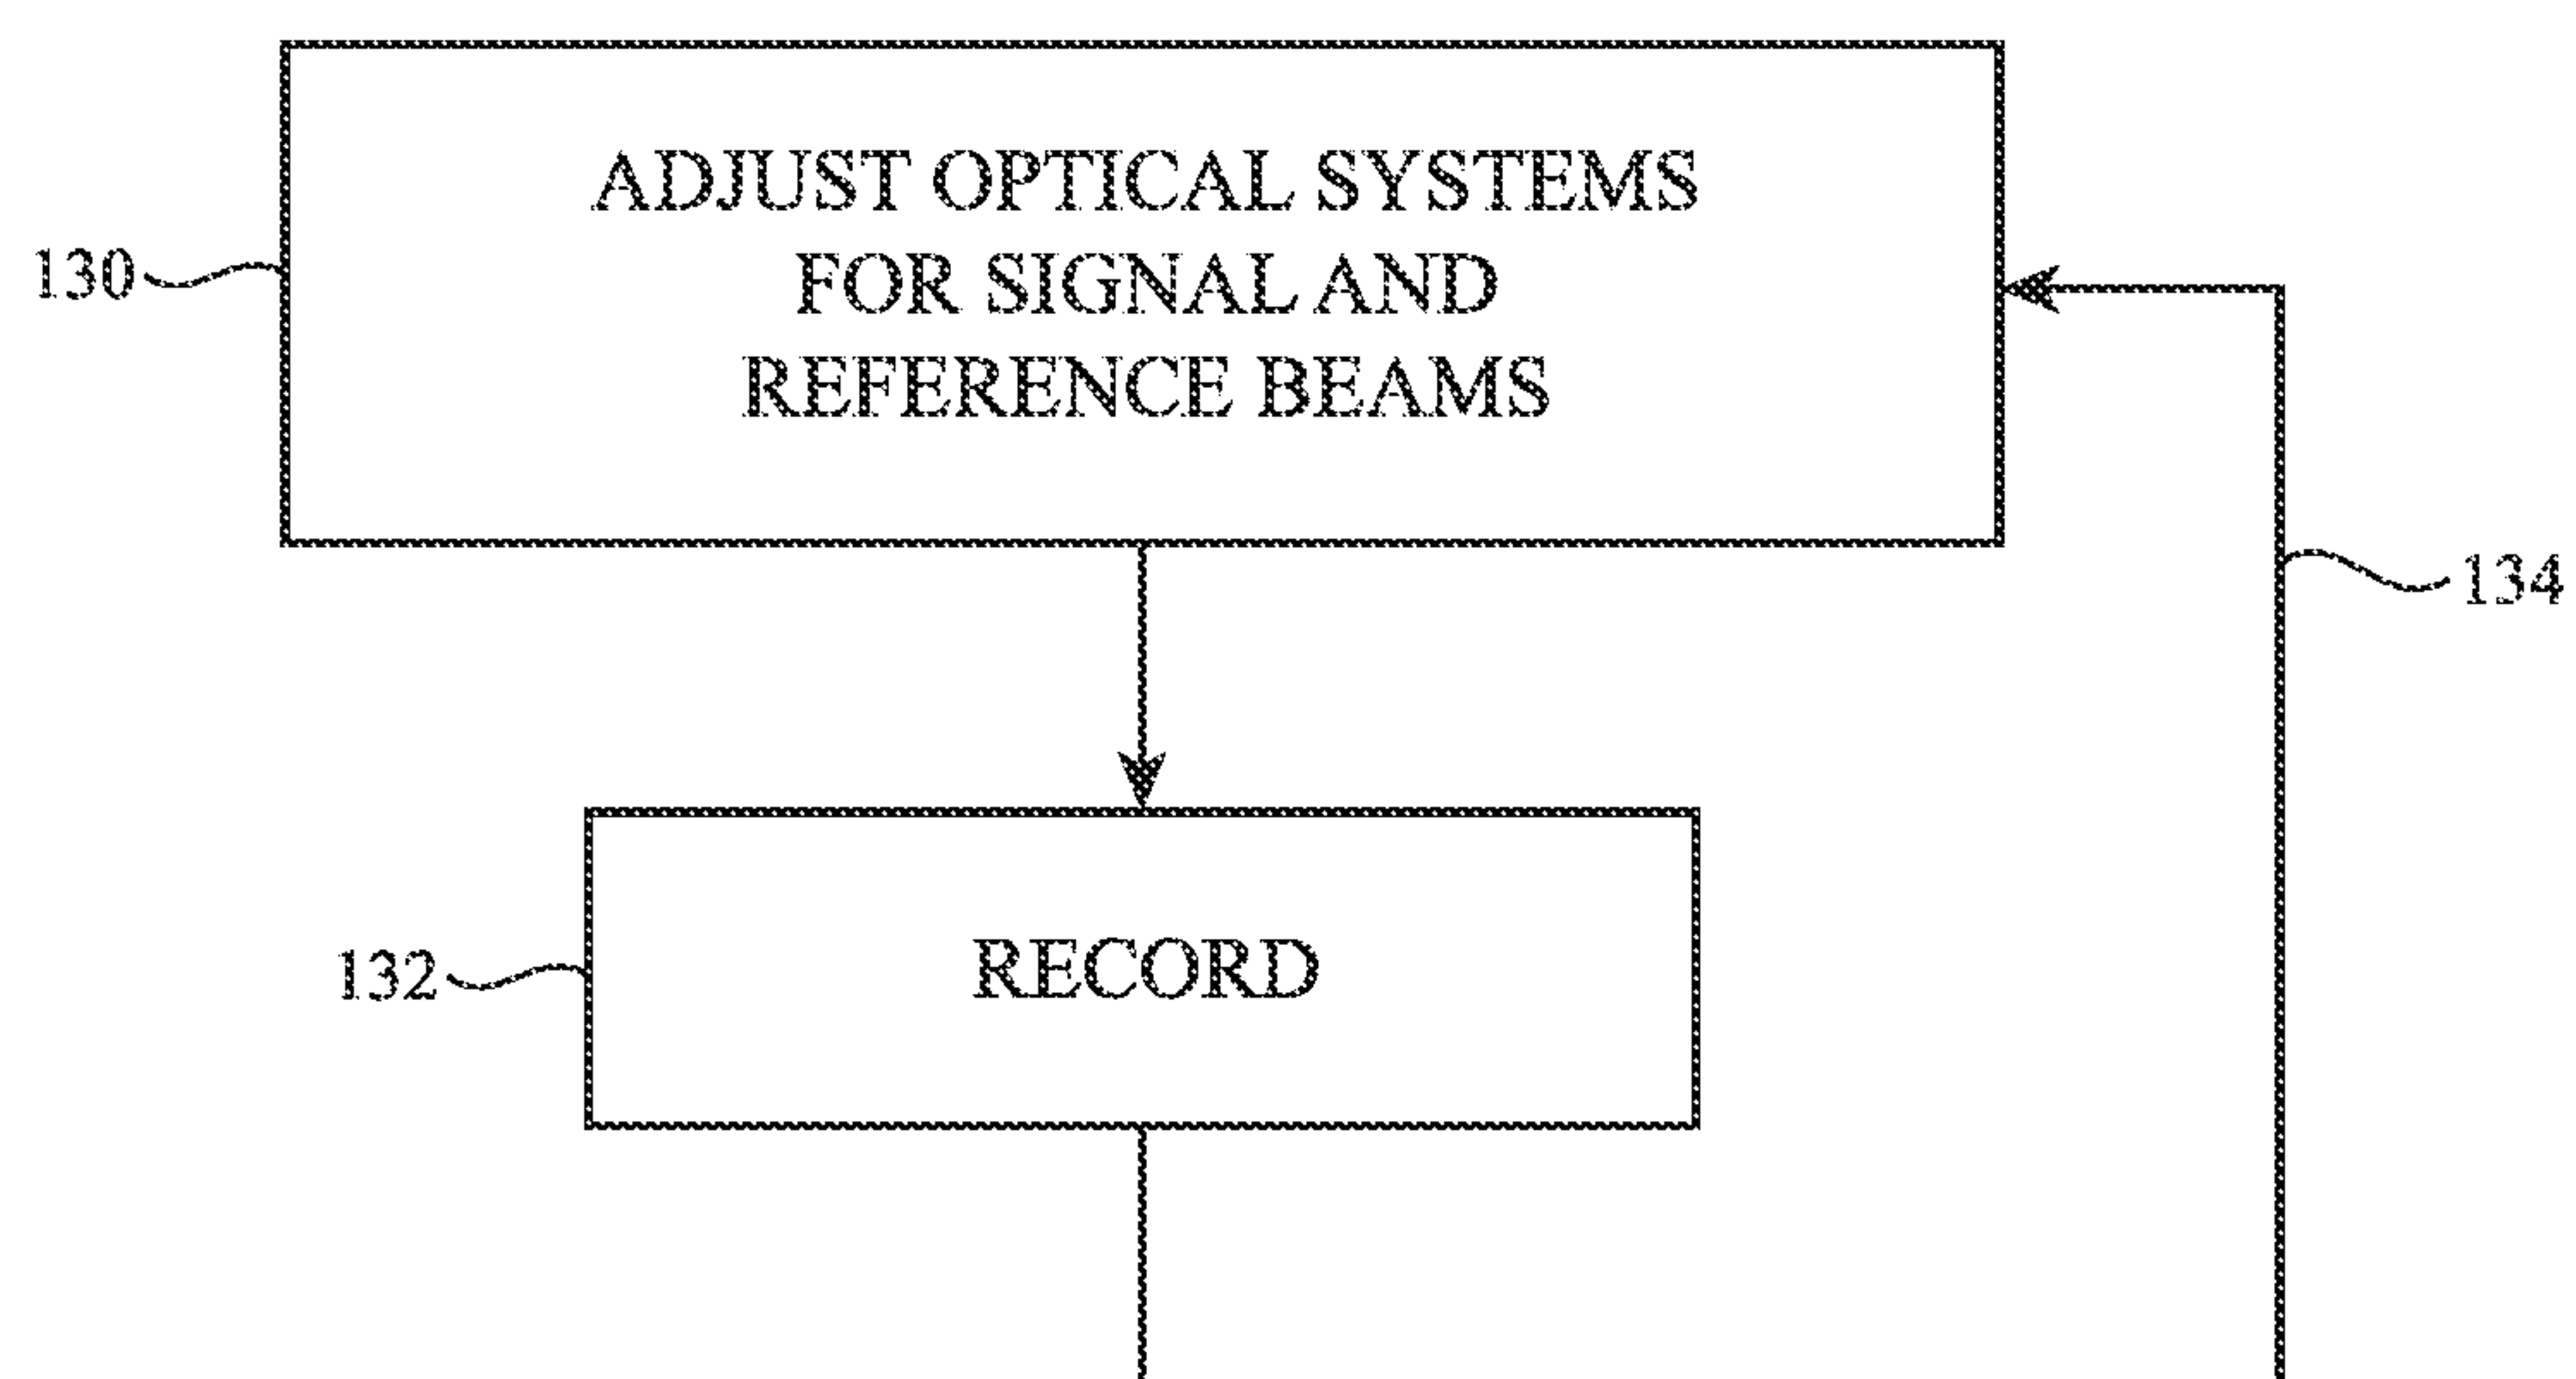 ADJUST OPTICAL SYSTEMS
FOR SIGNAL AND
REFERENCE BEAMS
130
134
RECORD
132